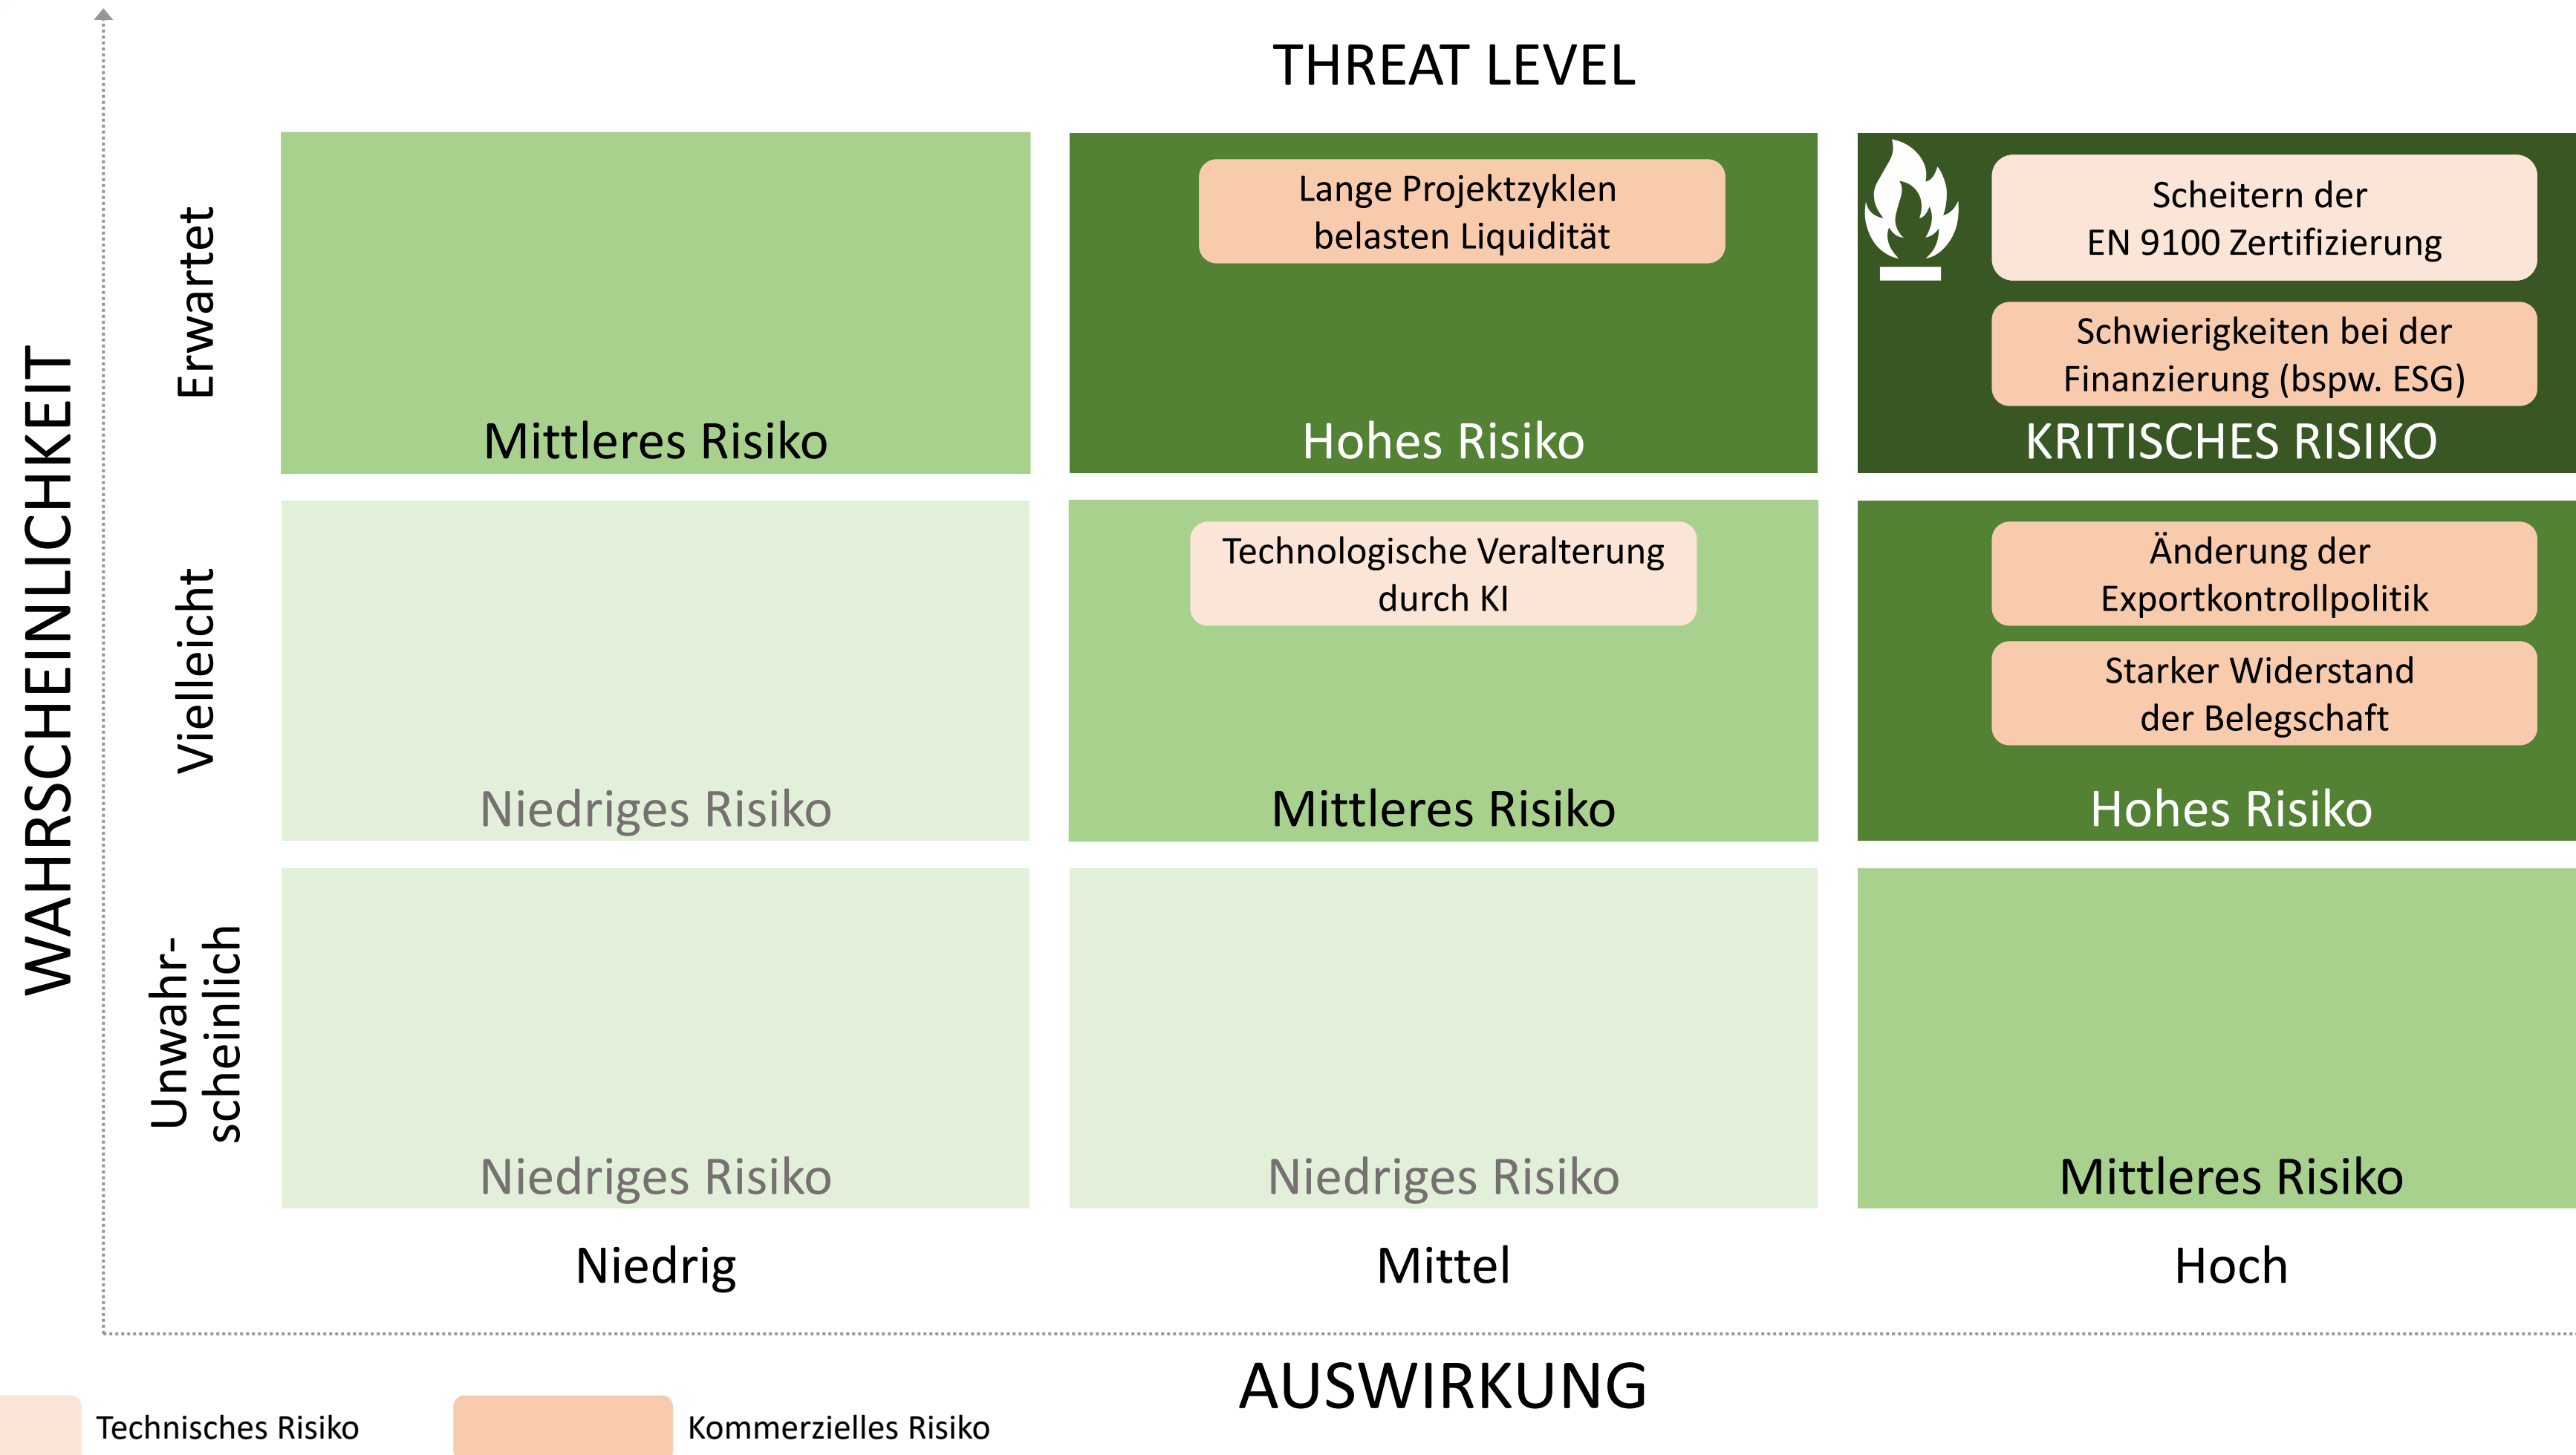 THREAT LEVEL
WAHRSCHEINLICHKEIT
Erwartet
Lange Projektzyklen
belasten Liquidität
Scheitern der
EN 9100 Zertifizierung
Schwierigkeiten bei der
Finanzierung (bspw. ESG)
Mittleres Risiko
Hohes Risiko
KRITISCHES RISIKO
Vielleicht
Technologische Veralterung
durch KI
Änderung der
Exportkontrollpolitik
Starker Widerstand
der Belegschaft
Niedriges Risiko
Mittleres Risiko
Hohes Risiko
Unwahr-
scheinlich
Niedriges Risiko
Niedriges Risiko
Mittleres Risiko
Niedrig
Mittel
Hoch
AUSWIRKUNG
Technisches Risiko
Kommerzielles Risiko